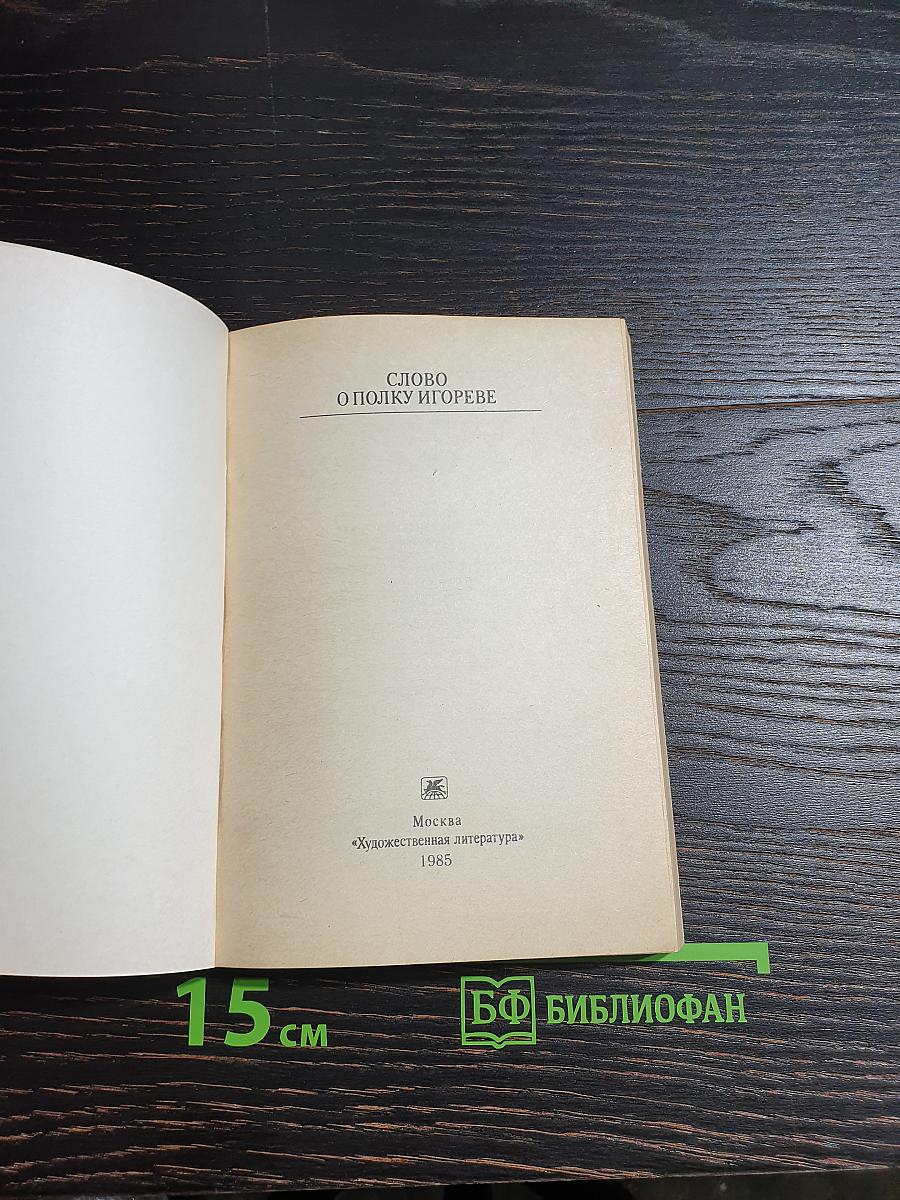 СЛОВО
О ПОЛКУ ИГОРЕВЕ
Москва
«Художественная литература»
1985
15 см
БФ БИБЛИОФАН